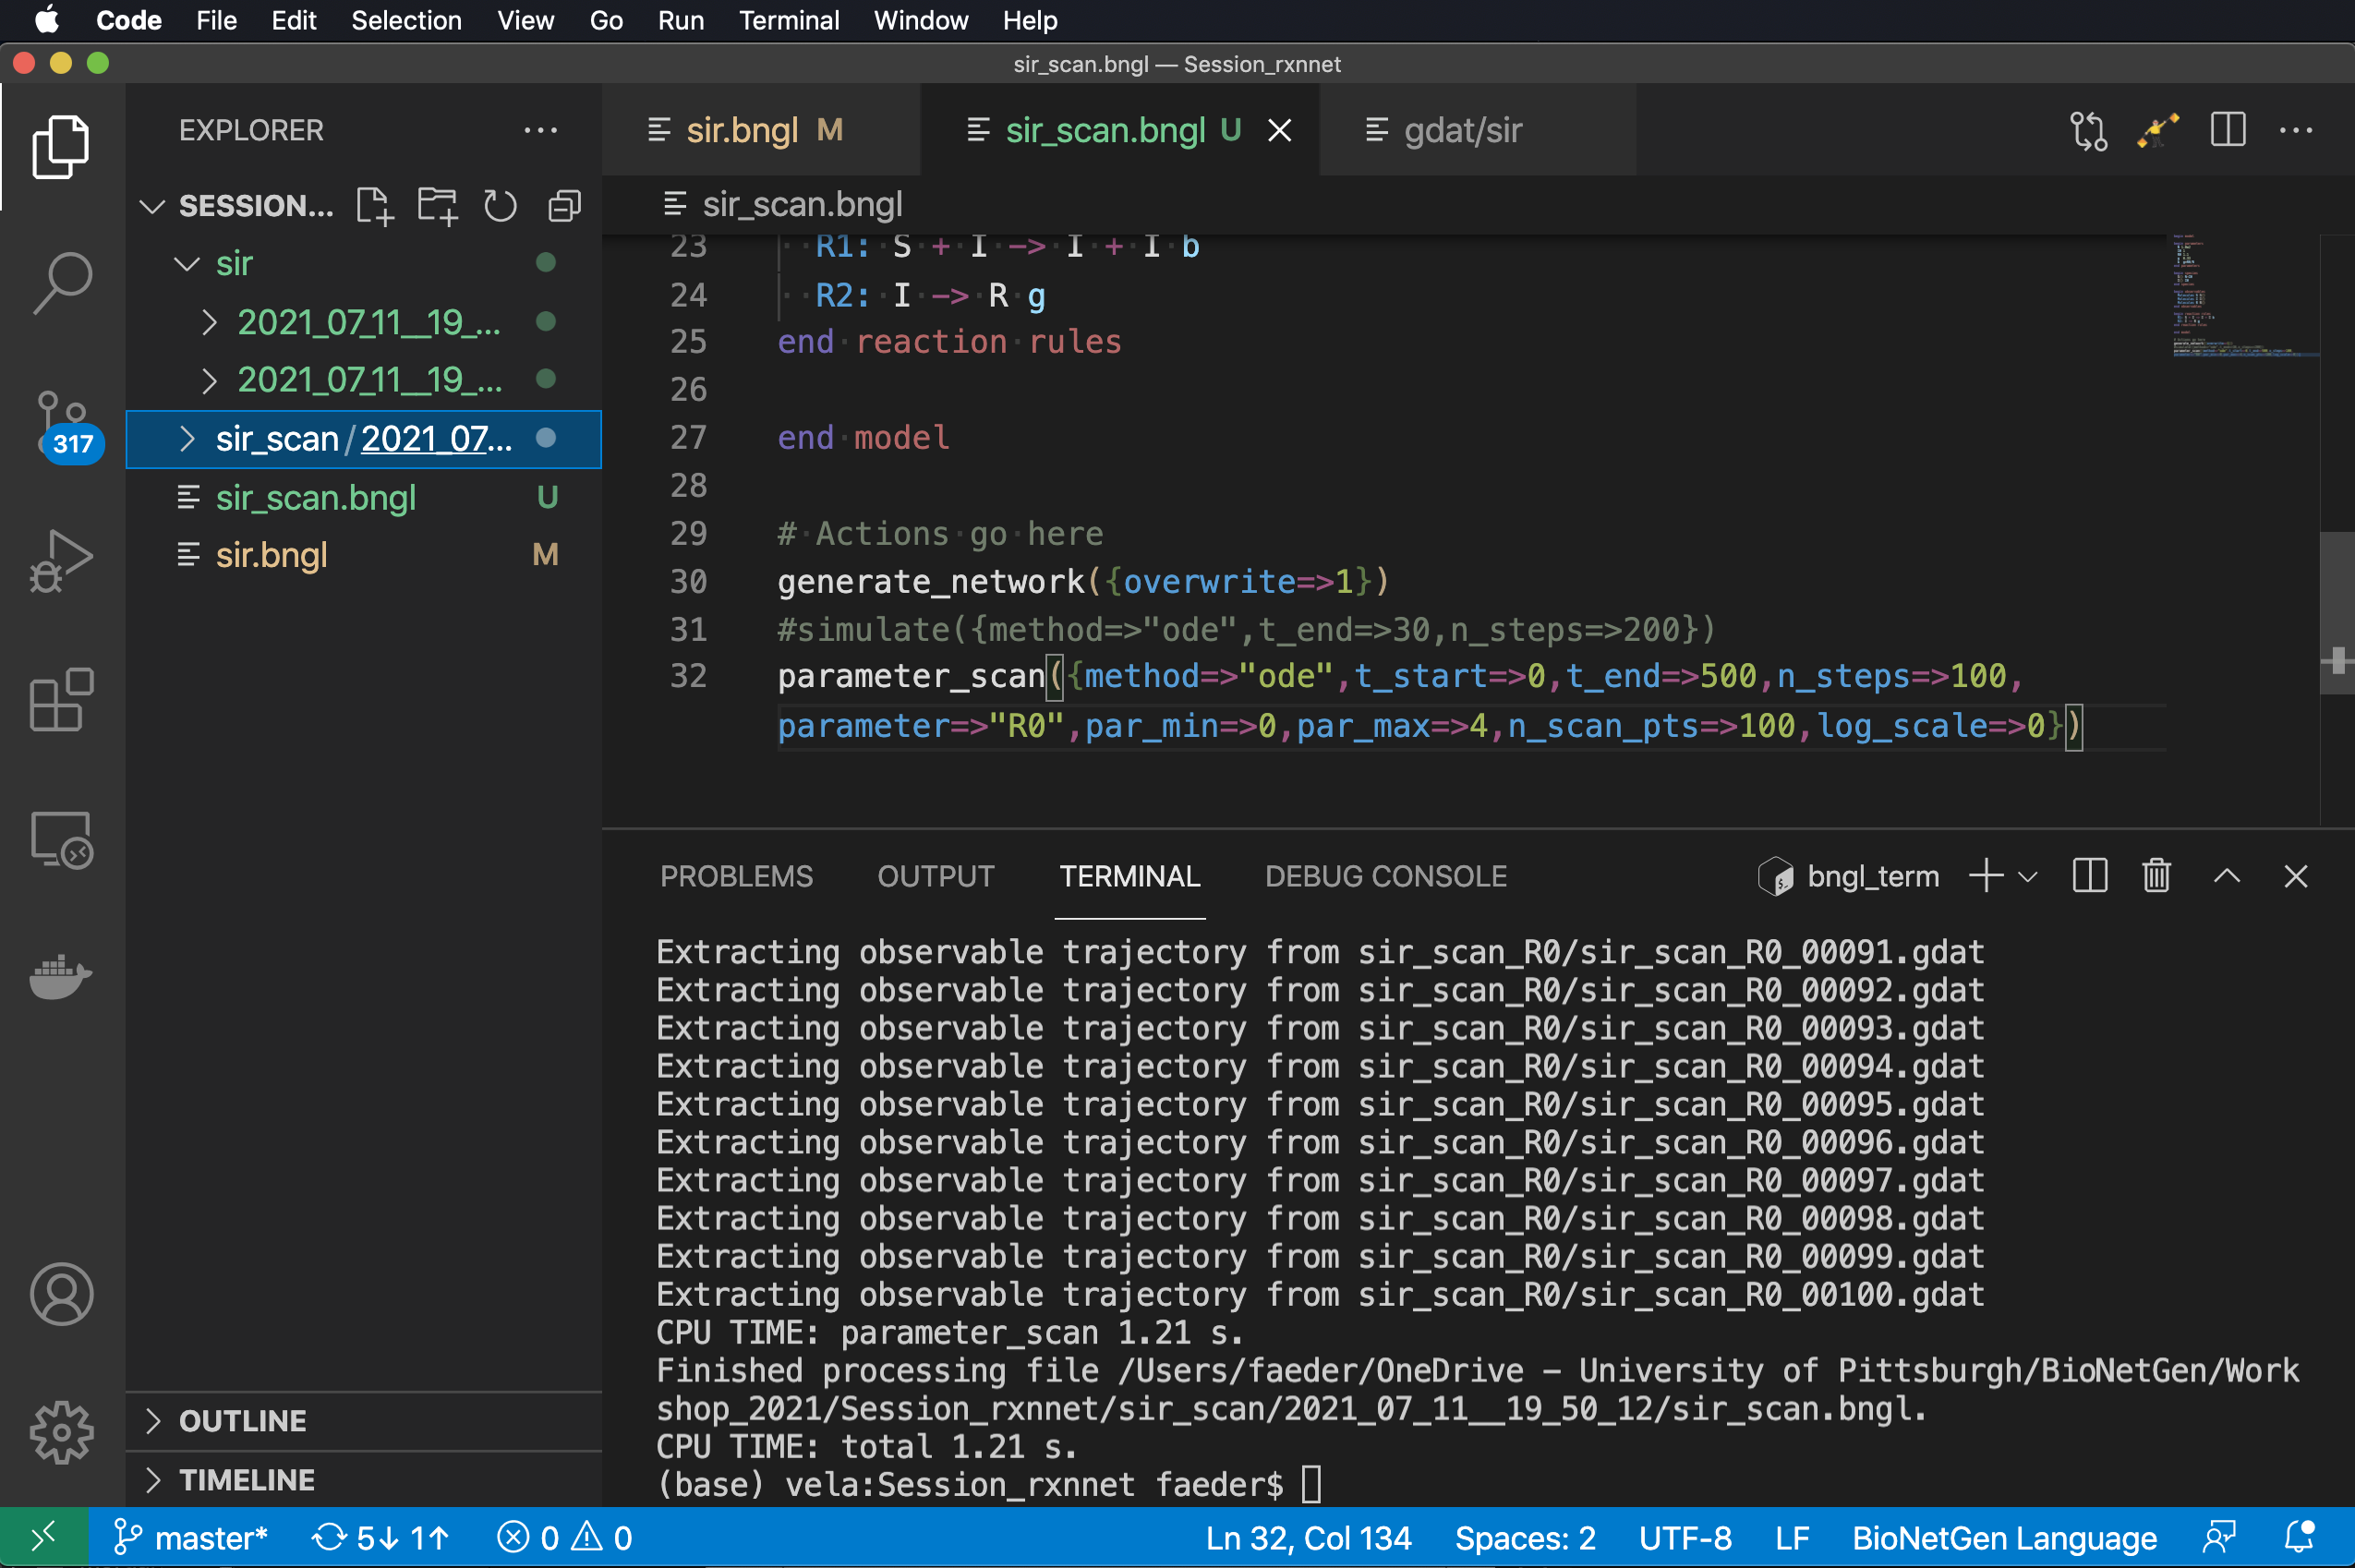 Code File Edit Selection View Go Run Terminal Window Help
sir_scan.bngl — Session_rxnnet
EXPLORER
SESSION...
sir
2021_07_11__19_...
2021_07_11__19_...
sir_scan/2021_07...
sir_scan.bngl U
sir.bngl M
317
OUTLINE
TIMELINE
sir.bngl M sir_scan.bngl U gdat/sir
sir_scan.bngl
23 R1: S + I -> I + I b
24 R2: I -> R g
25 end reaction rules
26
27 end model
28
29 # Actions go here
30 generate_network({overwrite=>1})
31 #simulate({method=>"ode",t_end=>30,n_steps=>200})
32 parameter_scan({method=>"ode",t_start=>0,t_end=>500,n_steps=>100,
parameter=>"R0",par_min=>0,par_max=>4,n_scan_pts=>100,log_scale=>0})
PROBLEMS OUTPUT TERMINAL DEBUG CONSOLE bngl_term
Extracting observable trajectory from sir_scan_R0/sir_scan_R0_00091.gdat
Extracting observable trajectory from sir_scan_R0/sir_scan_R0_00092.gdat
Extracting observable trajectory from sir_scan_R0/sir_scan_R0_00093.gdat
Extracting observable trajectory from sir_scan_R0/sir_scan_R0_00094.gdat
Extracting observable trajectory from sir_scan_R0/sir_scan_R0_00095.gdat
Extracting observable trajectory from sir_scan_R0/sir_scan_R0_00096.gdat
Extracting observable trajectory from sir_scan_R0/sir_scan_R0_00097.gdat
Extracting observable trajectory from sir_scan_R0/sir_scan_R0_00098.gdat
Extracting observable trajectory from sir_scan_R0/sir_scan_R0_00099.gdat
Extracting observable trajectory from sir_scan_R0/sir_scan_R0_00100.gdat
CPU TIME: parameter_scan 1.21 s.
Finished processing file /Users/faeder/OneDrive – University of Pittsburgh/BioNetGen/Work
shop_2021/Session_rxnnet/sir_scan/2021_07_11__19_50_12/sir_scan.bngl.
CPU TIME: total 1.21 s.
(base) vela:Session_rxnnet faeder$
master* 5↓ 1↑ 0 0 Ln 32, Col 134 Spaces: 2 UTF-8 LF BioNetGen Language